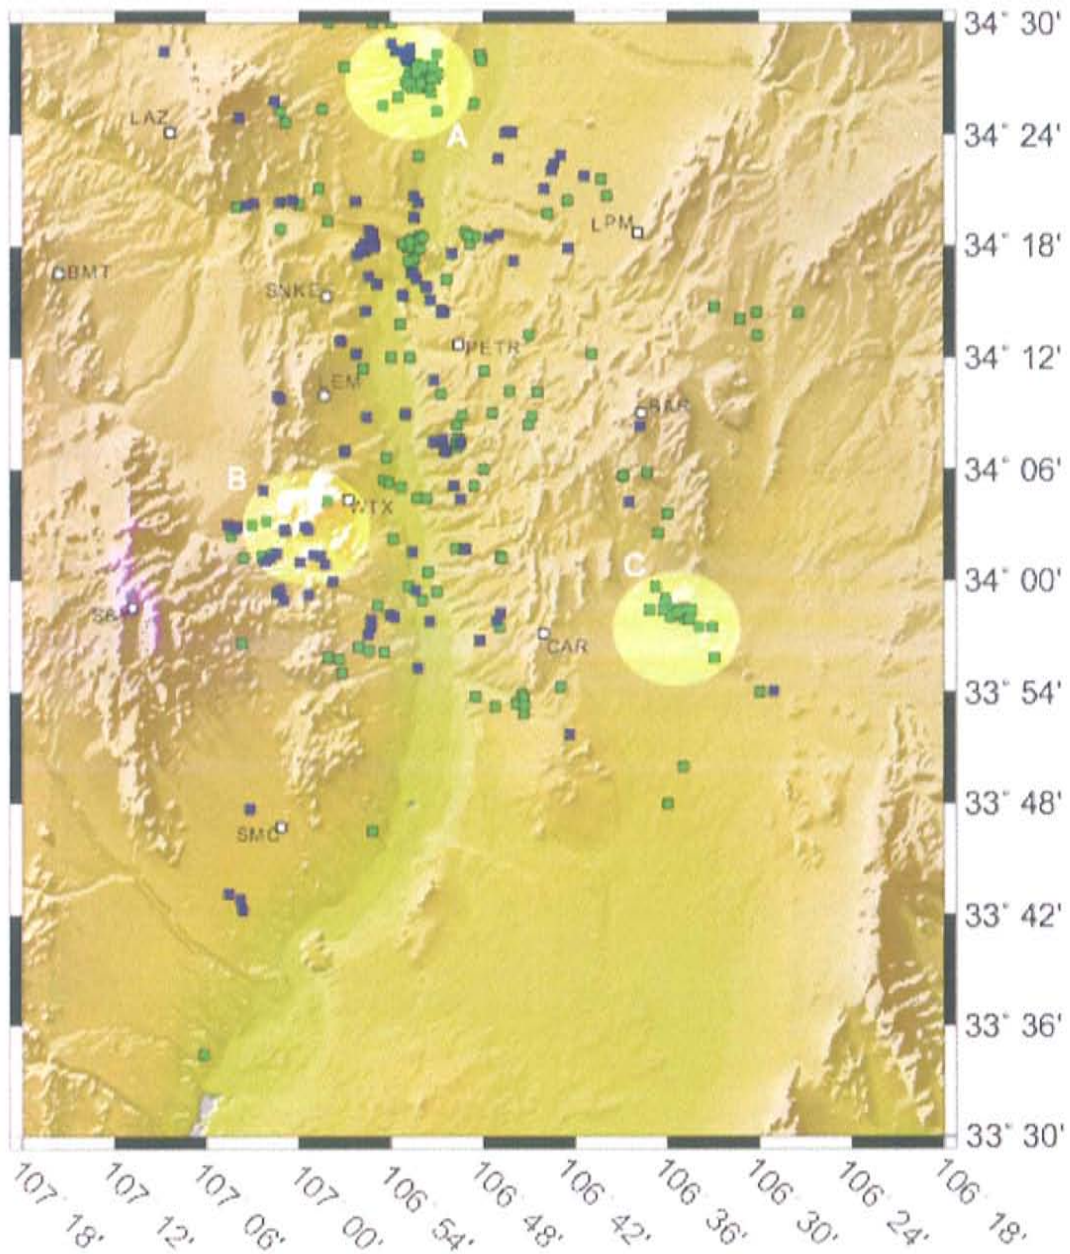 34° 30'
A
LAZ
34° 24'
LPM
34° 18'
BMT
SNKE
PETR
34° 12'
LEM
BAR
34° 06'
B
WTX
C
34° 00'
CAR
33° 54'
33° 48'
SMC
33° 42'
33° 36'
33° 30'
107° 18'
107° 12'
107° 06'
107° 00'
106° 54'
106° 48'
106° 42'
106° 36'
106° 30'
106° 24'
106° 18'